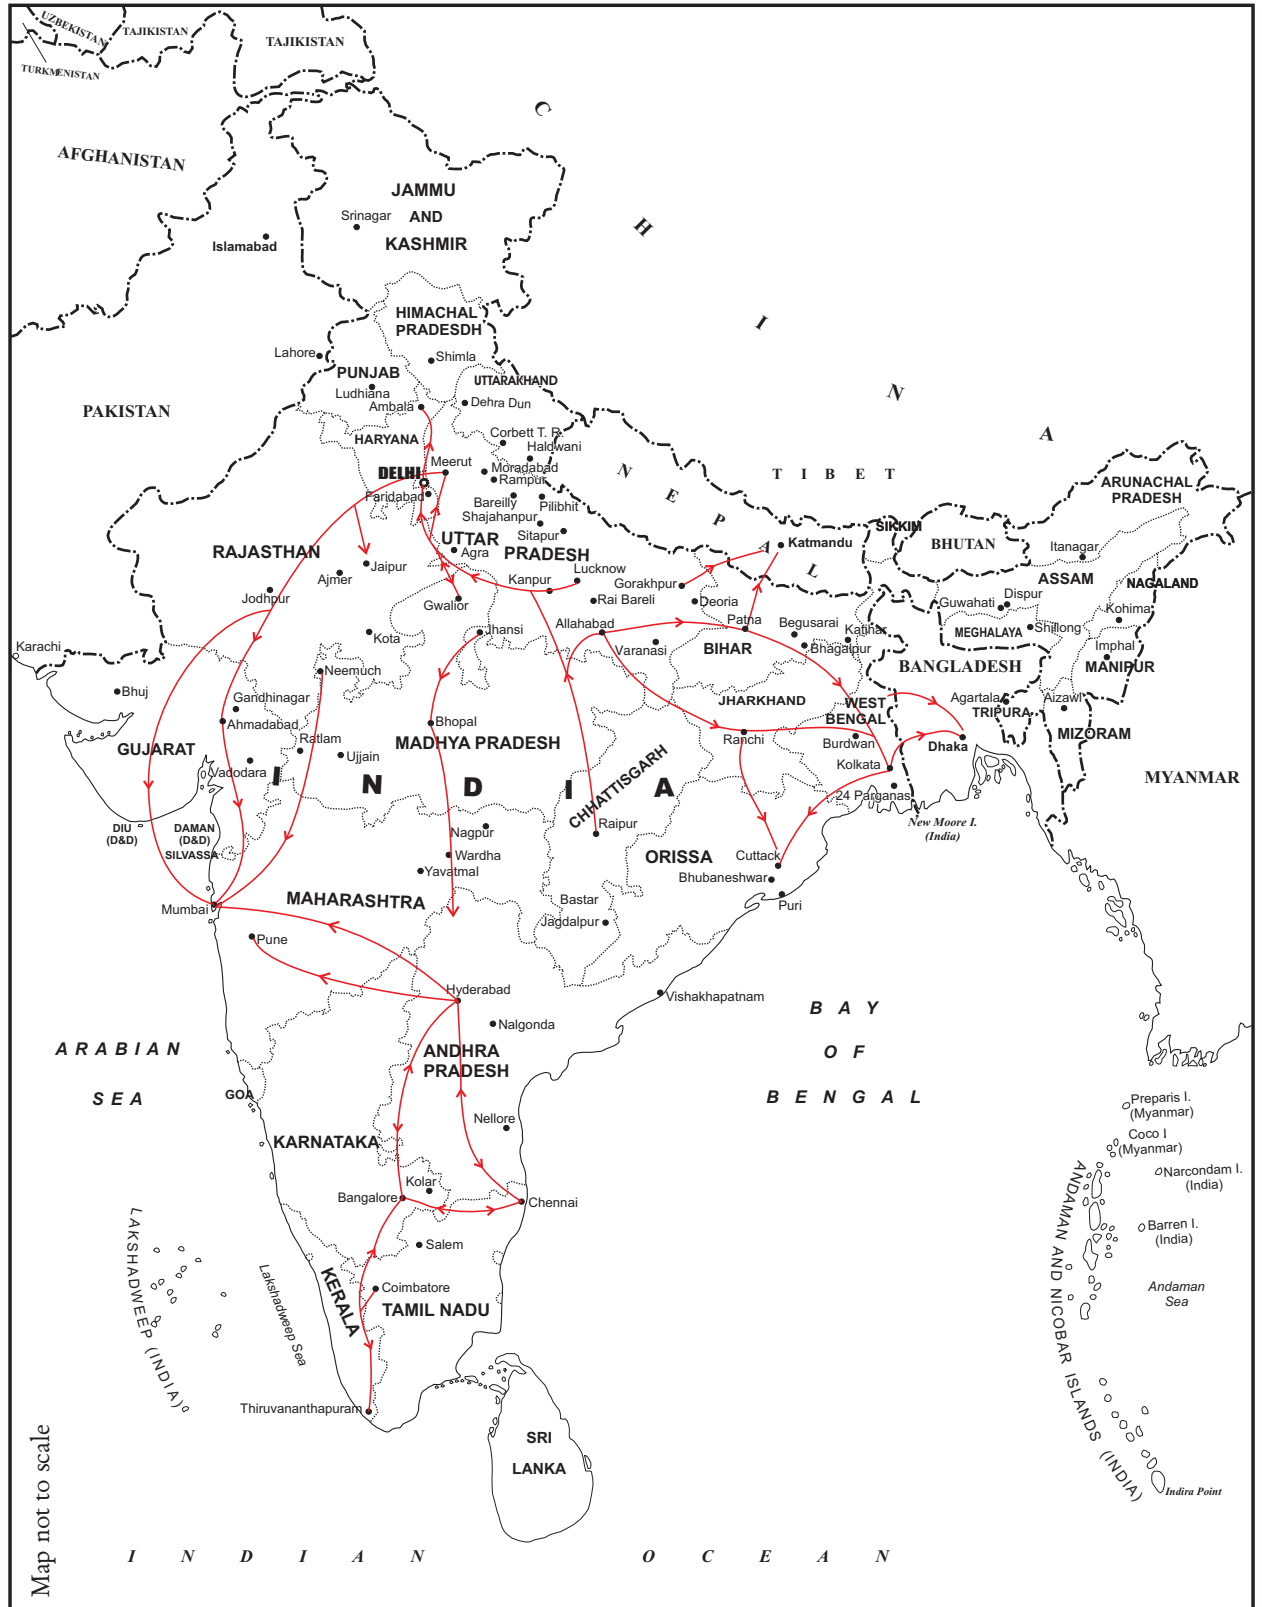 UZBEKISTAN
TAJIKISTAN
TAJIKISTAN
TURKMENISTAN
C
H
I
N
A
AFGHANISTAN
JAMMU
AND
KASHMIR
Srinagar
Islamabad
HIMACHAL
PRADESDH
Lahore
Shimla
PUNJAB
UTTARAKHAND
Ludhiana
Ambala
Dehra Dun
PAKISTAN
HARYANA
Corbett T. R.
Haldwani
DELHI
Meerut
Moradabad
Rampur
Faridabad
Bareilly
Pilibhit
Shajahanpur
Sitapur
N
E
P
A
L
T I B E T
ARUNACHAL
PRADESH
SIKKIM
BHUTAN
Itanagar
Katmandu
UTTAR
PRADESH
Agra
RAJASTHAN
Jaipur
Ajmer
Jodhpur
Lucknow
Kanpur
Gorakhpur
Rai Bareli
Deoria
Gwalior
ASSAM
NAGALAND
Dispur
Guwahati
Kohima
MEGHALAYA
Shillong
Imphal
MANIPUR
Kota
Jhansi
Allahabad
Varanasi
Patna
BIHAR
Begusarai
Katihar
Bhagalpur
BANGLADESH
Karachi
Neemuch
Bhuj
Gandhinagar
Ahmadabad
JHARKHAND
WEST
BENGAL
Agartala
TRIPURA
Aizawl
MIZORAM
Bhopal
MADHYA PRADESH
Ranchi
Burdwan
Dhaka
GUJARAT
Ratlam
Ujjain
Vadodara
Kolkata
MYANMAR
I N D I A
CHHATTISGARH
24 Parganas
New Moore I.
(India)
DIU
(D&D)
DAMAN
(D&D)
SILVASSA
Nagpur
Raipur
Wardha
Yavatmal
ORISSA
Cuttack
Bhubaneshwar
Puri
MAHARASHTRA
Mumbai
Bastar
Jagdalpur
Pune
Hyderabad
Vishakhapatnam
Nalgonda
B A Y
O F
B E N G A L
ARABIAN
SEA
ANDHRA
PRADESH
GOA
Nellore
KARNATAKA
Preparis I.
(Myanmar)
Coco I
(Myanmar)
Narcondam I.
(India)
Kolar
Bangalore
Chennai
Barren I.
(India)
Salem
Andaman
Sea
ANDAMAN AND NICOBAR ISLANDS (INDIA)
LAKSHADWEEP (INDIA)
Lakshadweep Sea
KERALA
Coimbatore
TAMIL NADU
Thiruvananthapuram
SRI
LANKA
Indira Point
Map not to scale
I N D I A N O C E A N